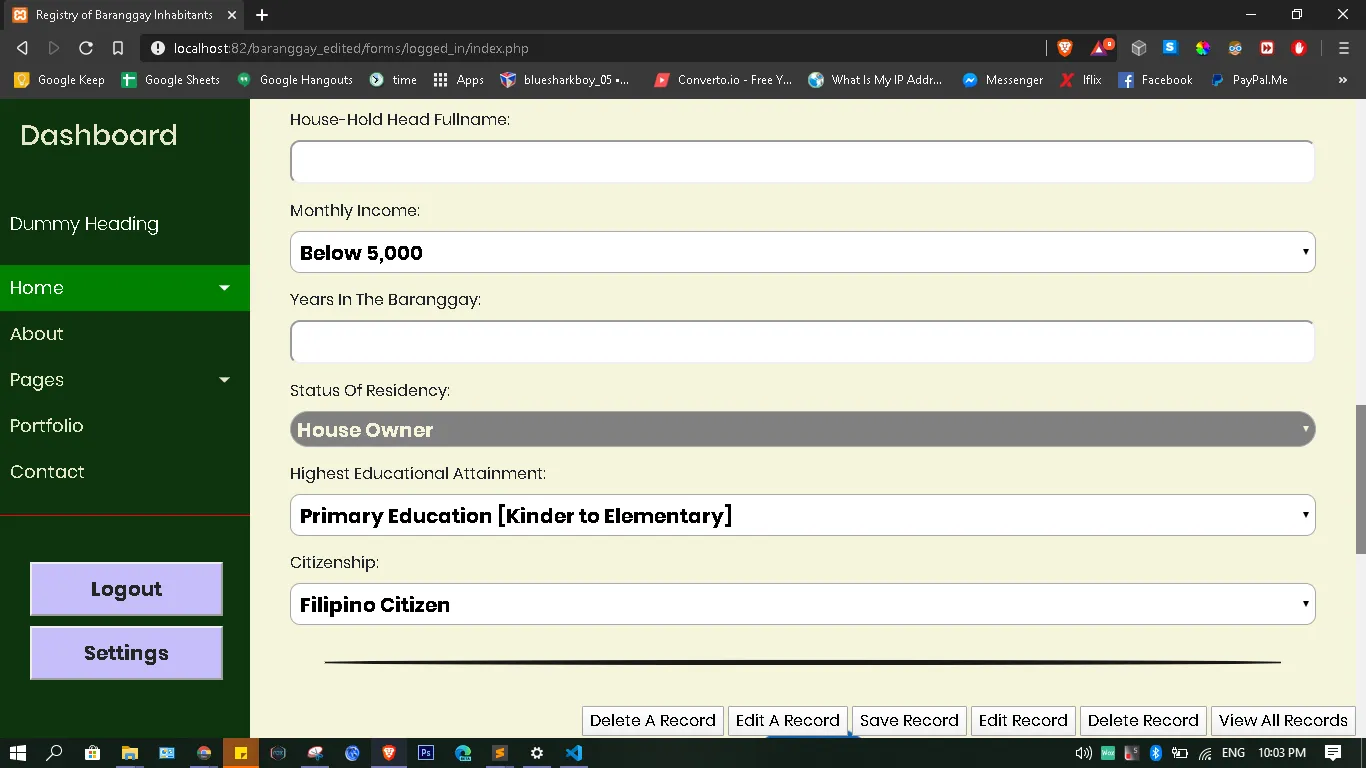 Registry of Baranggay Inhabitants
localhost:82/baranggay_edited/forms/logged_in/index.php
Google Keep
Google Sheets
Google Hangouts
time
Apps
bluesharkboy_05 •...
Converto.io - Free Y...
What Is My IP Addr...
Messenger
Iflix
Facebook
PayPal.Me
»
Dashboard
Dummy Heading
Home
About
Pages
Portfolio
Contact
Logout
Settings
House-Hold Head Fullname:
Monthly Income:
Below 5,000
Years In The Baranggay:
Status Of Residency:
House Owner
Highest Educational Attainment:
Primary Education [Kinder to Elementary]
Citizenship:
Filipino Citizen
Delete A Record
Edit A Record
Save Record
Edit Record
Delete Record
View All Records
ENG
10:03 PM